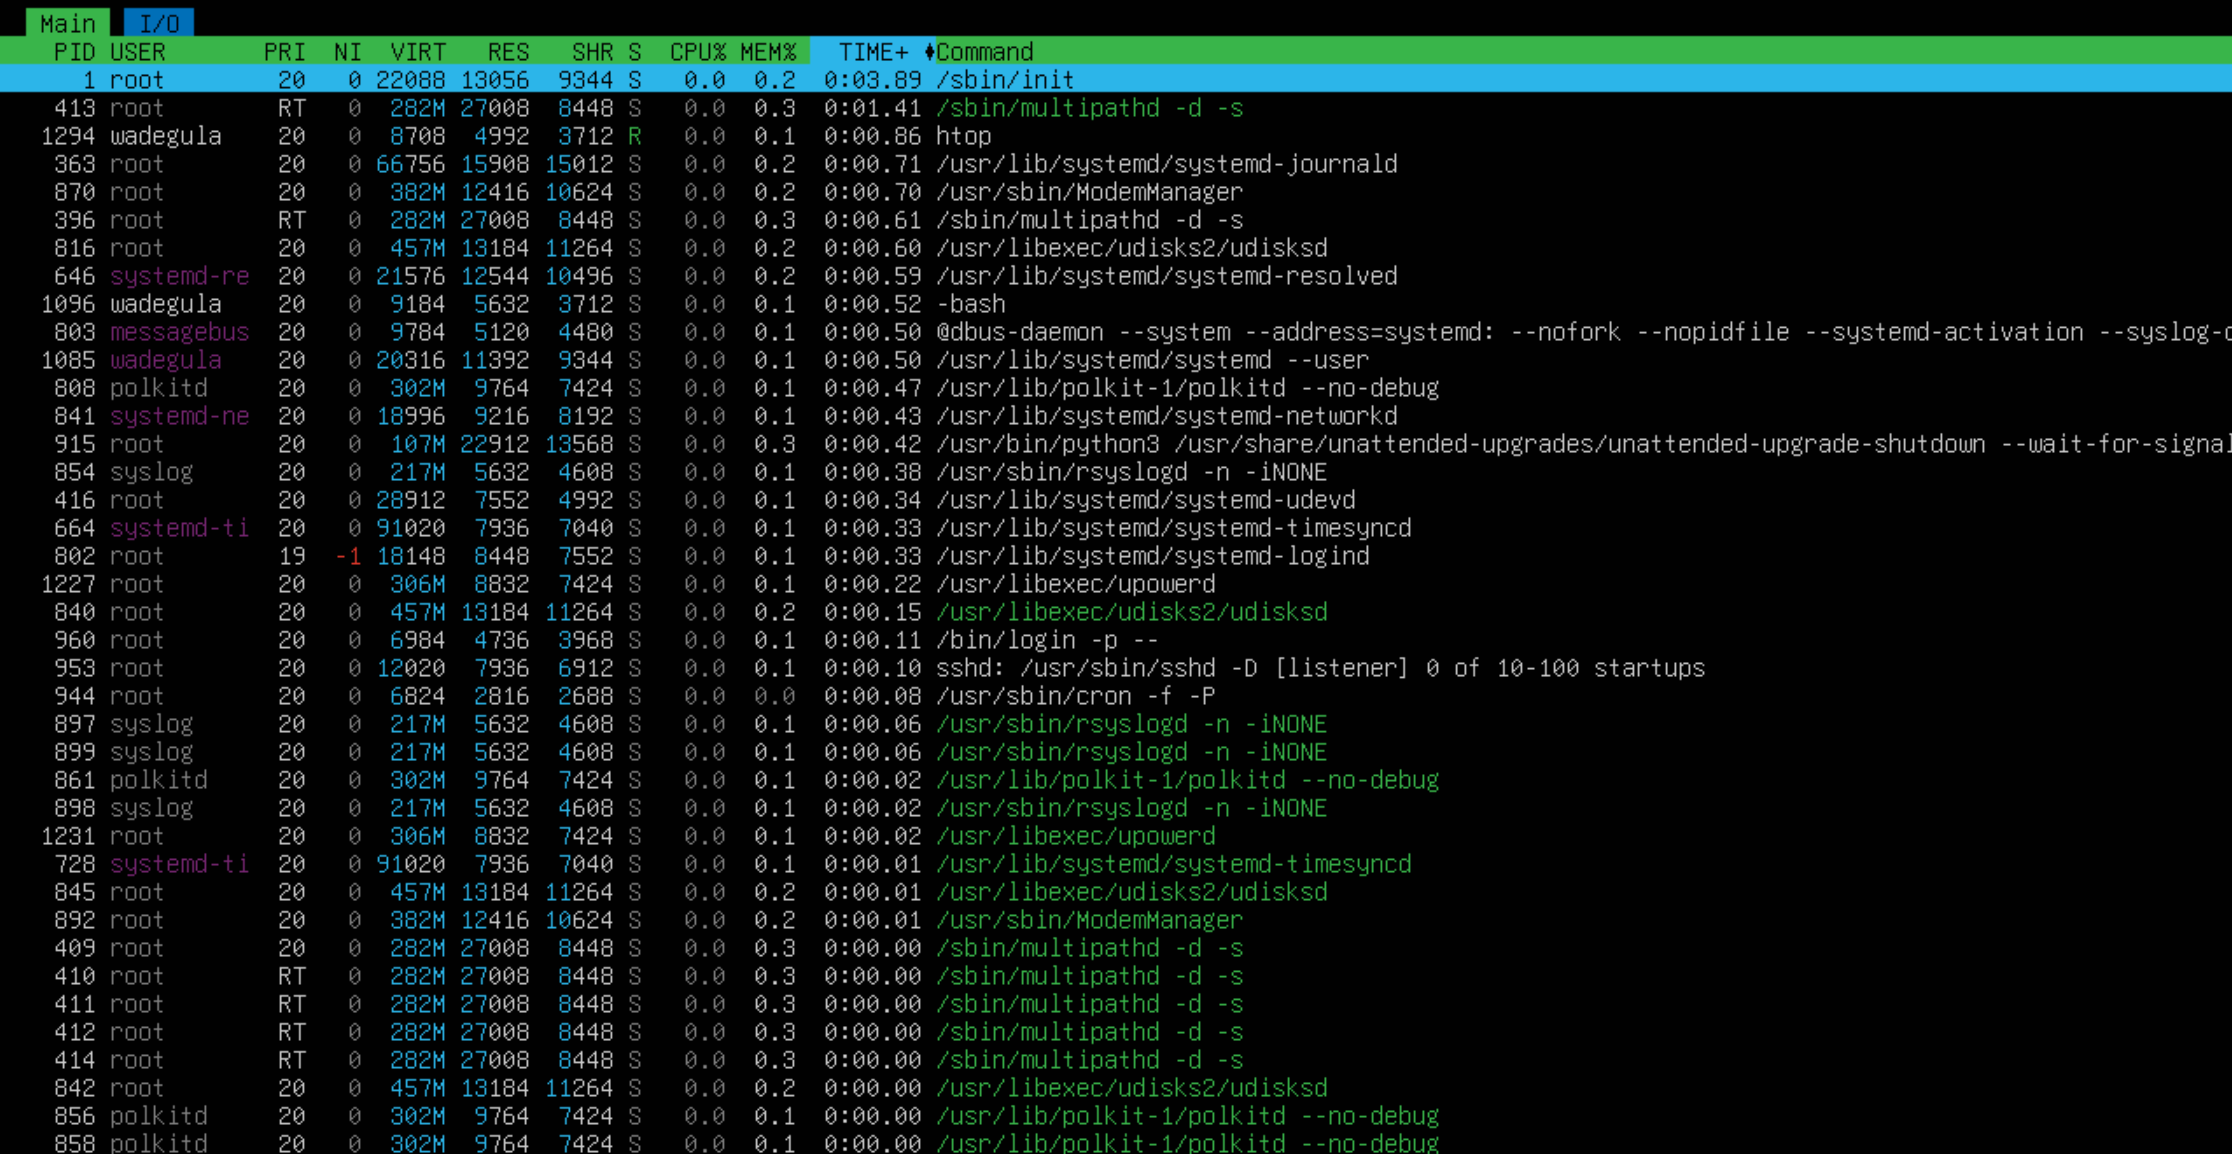 Main I/O
PID USER PRI NI VIRT RES SHR S CPU% MEM% TIME+ Command
1 root 20 0 22088 13056 9344 S 0.0 0.2 0:03.89 /sbin/init
413 root RT 0 282M 27008 8448 S 0.0 0.3 0:01.41 /sbin/multipathd -d -s
1294 wadegula 20 0 8708 4992 3712 R 0.0 0.1 0:00.86 htop
363 root 20 0 66756 15908 15012 S 0.0 0.2 0:00.71 /usr/lib/systemd/systemd-journald
870 root 20 0 382M 12416 10624 S 0.0 0.2 0:00.70 /usr/sbin/ModemManager
396 root RT 0 282M 27008 8448 S 0.0 0.3 0:00.61 /sbin/multipathd -d -s
816 root 20 0 457M 13184 11264 S 0.0 0.2 0:00.60 /usr/libexec/udisks2/udisksd
646 systemd-re 20 0 21576 12544 10496 S 0.0 0.2 0:00.59 /usr/lib/systemd/systemd-resolved
1096 wadegula 20 0 9184 5632 3712 S 0.0 0.1 0:00.52 -bash
803 messagebus 20 0 9784 5120 4480 S 0.0 0.1 0:00.50 @dbus-daemon --system --address=systemd: --nofork --nopidfile --systemd-activation --syslog-o
1085 wadegula 20 0 20316 11392 9344 S 0.0 0.1 0:00.50 /usr/lib/systemd/systemd --user
808 polkitd 20 0 302M 9764 7424 S 0.0 0.1 0:00.47 /usr/lib/polkit-1/polkitd --no-debug
841 systemd-ne 20 0 18996 9216 8192 S 0.0 0.1 0:00.43 /usr/lib/systemd/systemd-networkd
915 root 20 0 107M 22912 13568 S 0.0 0.3 0:00.42 /usr/bin/python3 /usr/share/unattended-upgrades/unattended-upgrade-shutdown --wait-for-signal
854 syslog 20 0 217M 5632 4608 S 0.0 0.1 0:00.38 /usr/sbin/rsyslogd -n -iNONE
416 root 20 0 28912 7552 4992 S 0.0 0.1 0:00.34 /usr/lib/systemd/systemd-udevd
664 systemd-ti 20 0 91020 7936 7040 S 0.0 0.1 0:00.33 /usr/lib/systemd/systemd-timesyncd
802 root 19 -1 18148 8448 7552 S 0.0 0.1 0:00.33 /usr/lib/systemd/systemd-logind
1227 root 20 0 306M 8832 7424 S 0.0 0.1 0:00.22 /usr/libexec/upowerd
840 root 20 0 457M 13184 11264 S 0.0 0.2 0:00.15 /usr/libexec/udisks2/udisksd
960 root 20 0 6984 4736 3968 S 0.0 0.1 0:00.11 /bin/login -p --
953 root 20 0 12020 7936 6912 S 0.0 0.1 0:00.10 sshd: /usr/sbin/sshd -D [listener] 0 of 10-100 startups
944 root 20 0 6824 2816 2688 S 0.0 0.0 0:00.08 /usr/sbin/cron -f -P
897 syslog 20 0 217M 5632 4608 S 0.0 0.1 0:00.06 /usr/sbin/rsyslogd -n -iNONE
899 syslog 20 0 217M 5632 4608 S 0.0 0.1 0:00.06 /usr/sbin/rsyslogd -n -iNONE
861 polkitd 20 0 302M 9764 7424 S 0.0 0.1 0:00.02 /usr/lib/polkit-1/polkitd --no-debug
898 syslog 20 0 217M 5632 4608 S 0.0 0.1 0:00.02 /usr/sbin/rsyslogd -n -iNONE
1231 root 20 0 306M 8832 7424 S 0.0 0.1 0:00.02 /usr/libexec/upowerd
728 systemd-ti 20 0 91020 7936 7040 S 0.0 0.1 0:00.01 /usr/lib/systemd/systemd-timesyncd
845 root 20 0 457M 13184 11264 S 0.0 0.2 0:00.01 /usr/libexec/udisks2/udisksd
892 root 20 0 382M 12416 10624 S 0.0 0.2 0:00.01 /usr/sbin/ModemManager
409 root 20 0 282M 27008 8448 S 0.0 0.3 0:00.00 /sbin/multipathd -d -s
410 root RT 0 282M 27008 8448 S 0.0 0.3 0:00.00 /sbin/multipathd -d -s
411 root RT 0 282M 27008 8448 S 0.0 0.3 0:00.00 /sbin/multipathd -d -s
412 root RT 0 282M 27008 8448 S 0.0 0.3 0:00.00 /sbin/multipathd -d -s
414 root RT 0 282M 27008 8448 S 0.0 0.3 0:00.00 /sbin/multipathd -d -s
842 root 20 0 457M 13184 11264 S 0.0 0.2 0:00.00 /usr/libexec/udisks2/udisksd
856 polkitd 20 0 302M 9764 7424 S 0.0 0.1 0:00.00 /usr/lib/polkit-1/polkitd --no-debug
858 polkitd 20 0 302M 9764 7424 S 0.0 0.1 0:00.00 /usr/lib/polkit-1/polkitd --no-debug